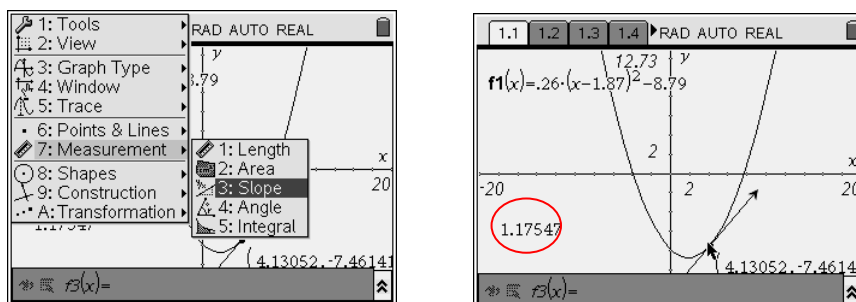 1: Tools
2: View
3: Graph Type
4: Window
5: Trace
6: Points & Lines
7: Measurement
8: Shapes
9: Construction
A: Transformation
1: Length
2: Area
3: Slope
4: Angle
5: Integral
RAD AUTO REAL
y
8.79
x
20
1.17547
(4.13052,-7.46141
f3(x)=
1.1 1.2 1.3 1.4 RAD AUTO REAL
12.73 y
f1(x)=.26·(x-1.87)²-8.79
2
x
-20
2
20
1.17547
(4.13052,-7.4614
f3(x)=